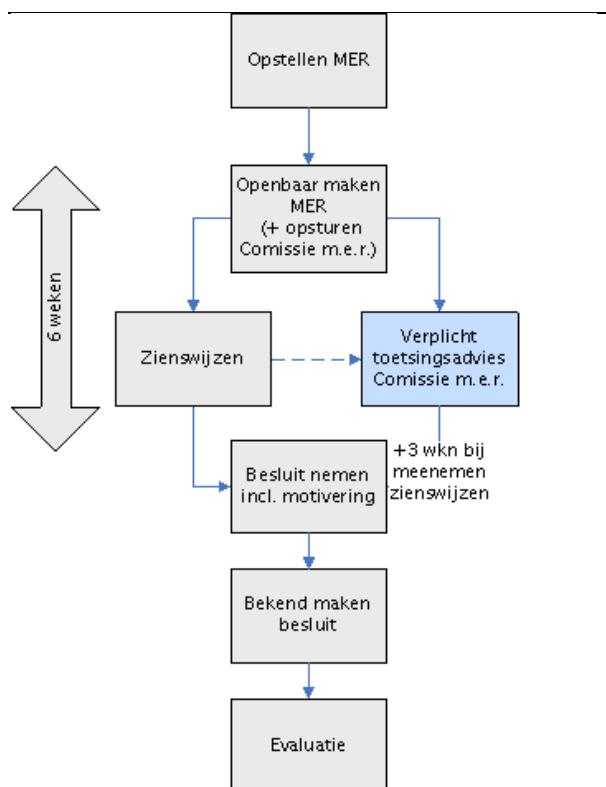 Opstellen MER
Openbaar maken
MER
(+ opsturen
Comissie m.e.r.)
6 weken
Zienswijzen
Verplicht
toetsingsadvies
Comissie m.e.r.
+3 wkn bij
meenemen
zienswijzen
Besluit nemen
incl. motivering
Bekend maken
besluit
Evaluatie